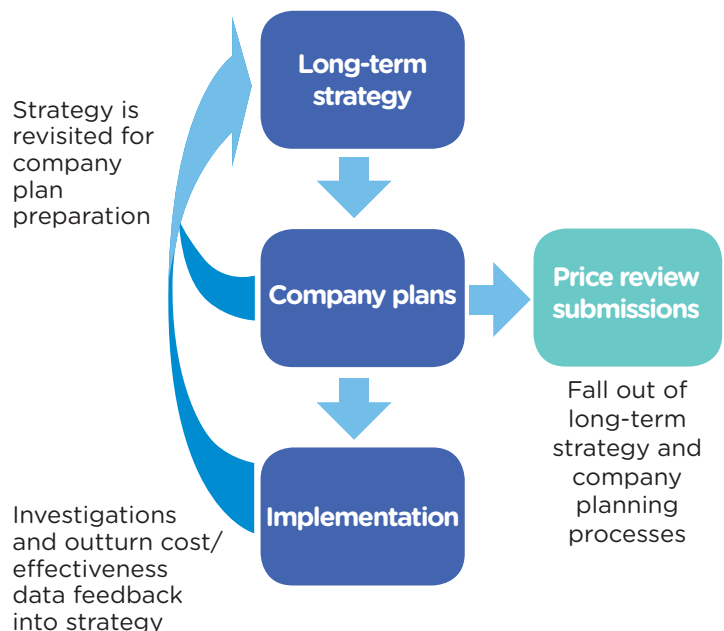 Long-term
strategy
Strategy is
revisited for
company
plan
preparation
Company plans
Price review
submissions
Fall out of
long-term
strategy and
company
planning
processes
Implementation
Investigations
and outturn cost/
effectiveness
data feedback
into strategy